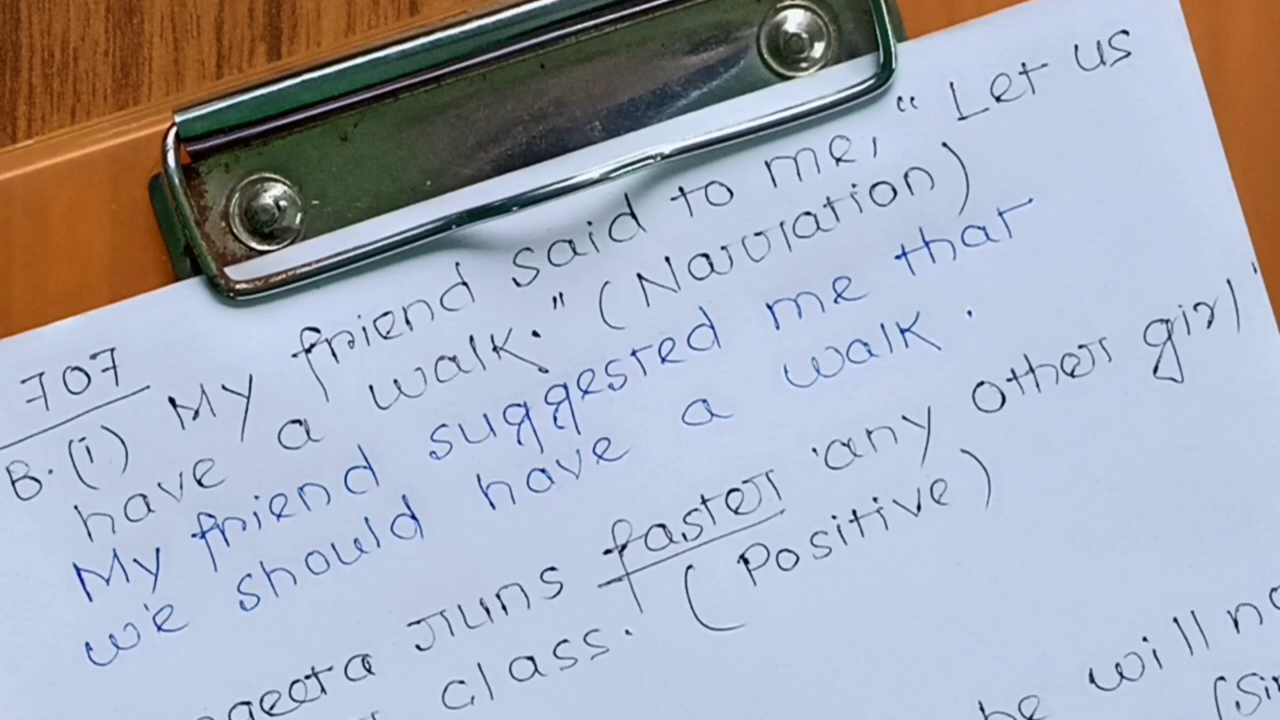 707
B. (i) My friend said to me, "Let us
have a walk." (Narration)
My friend suggested me that
we should have a walk.
runs faster any other girl
class. (Positive)
he will